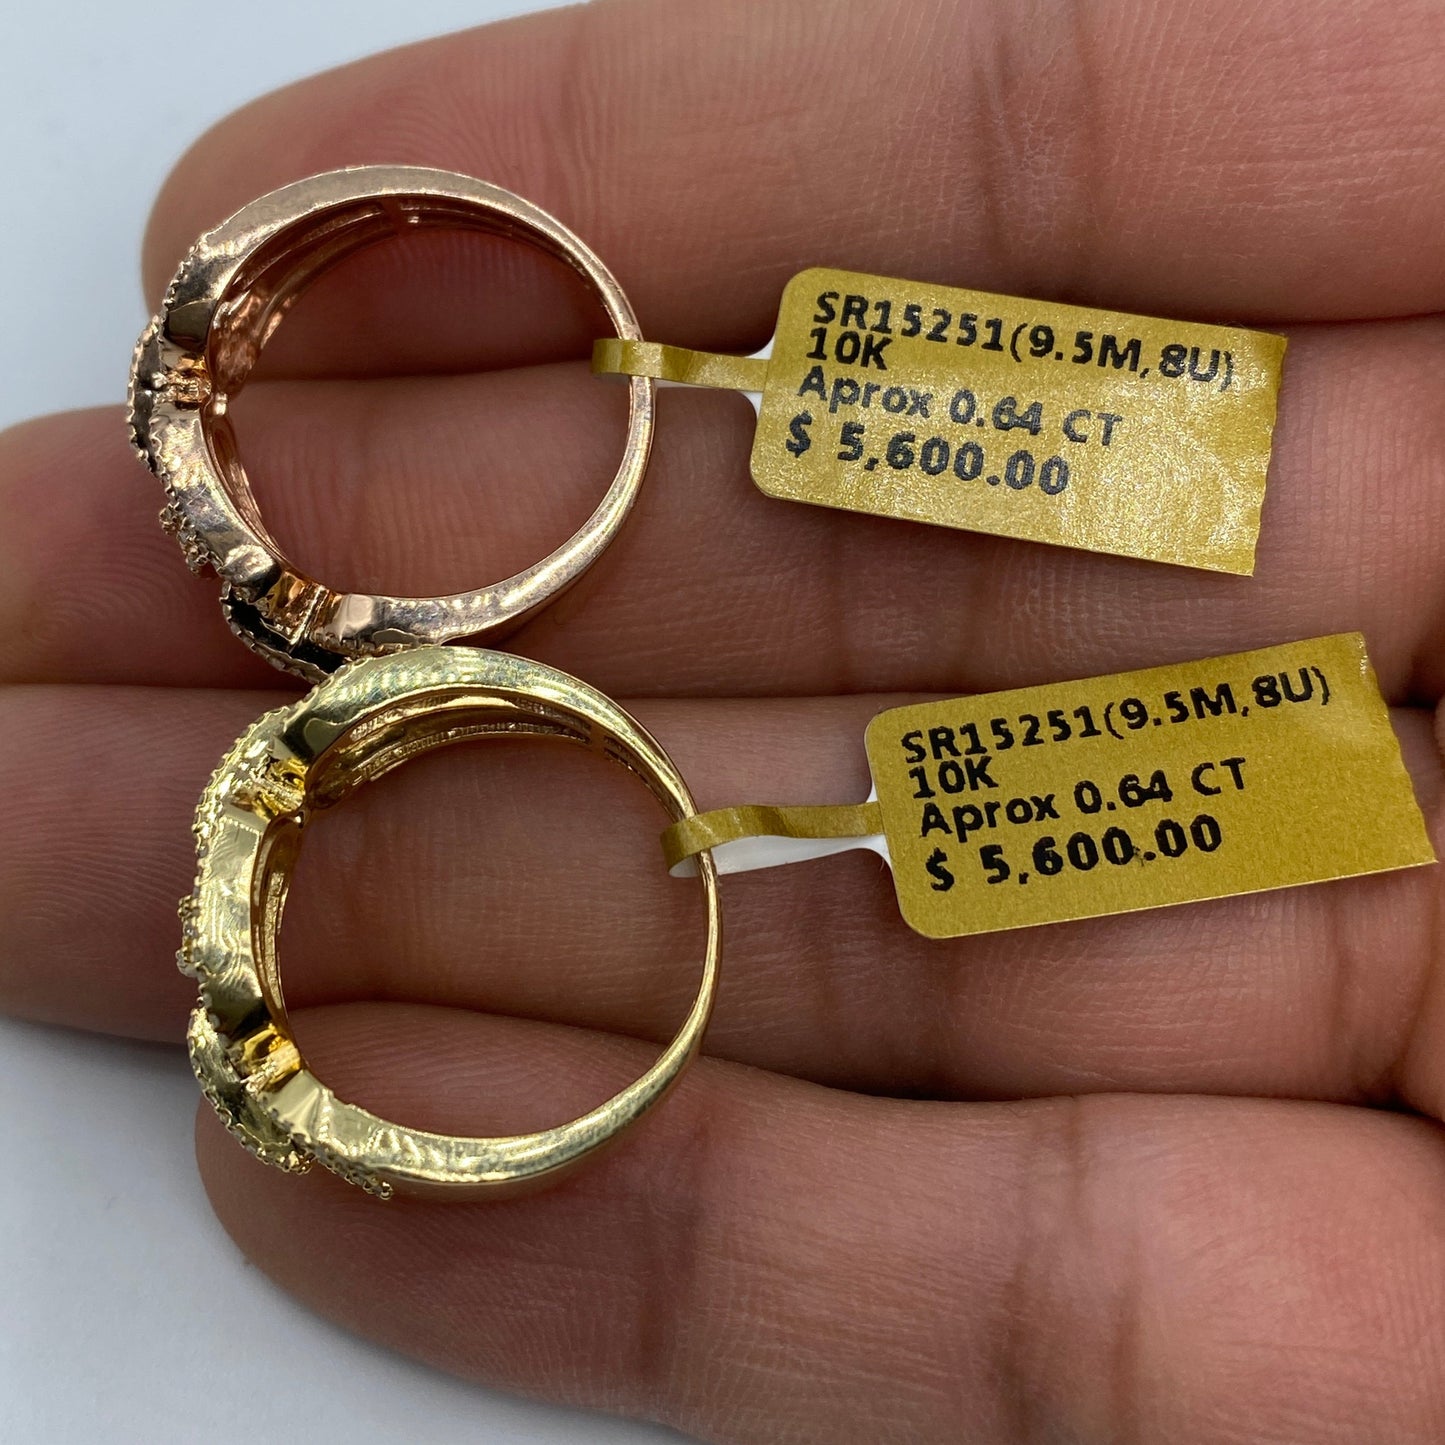 SR15251(9.5M,8U)
10K
Aprox 0.64 CT
$ 5,600.00
SR15251(9.5M,8U)
10K
Aprox 0.64 CT
$ 5,600.00